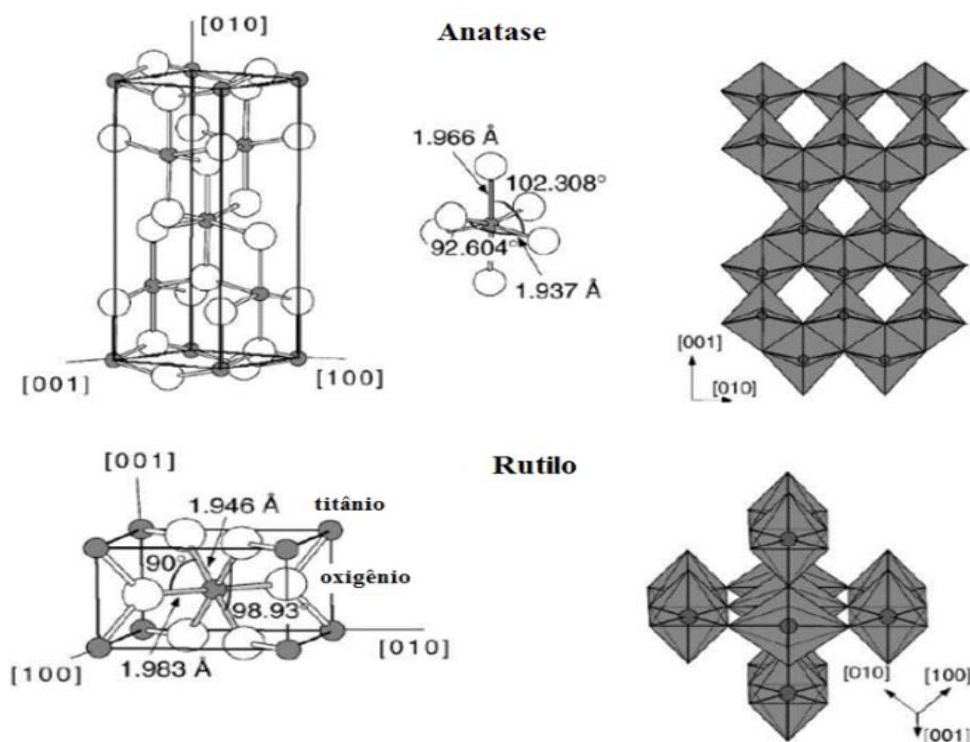 [010]
Anatase
1.966 Å
102.308°
92.604°
1.937 Å
[001]
[100]
[001]
[010]
Rutilo
[001]
1.946 Å
titânio
90°
oxigênio
98.93°
[010]
[100]
1.983 Å
[010]
[100]
[001]